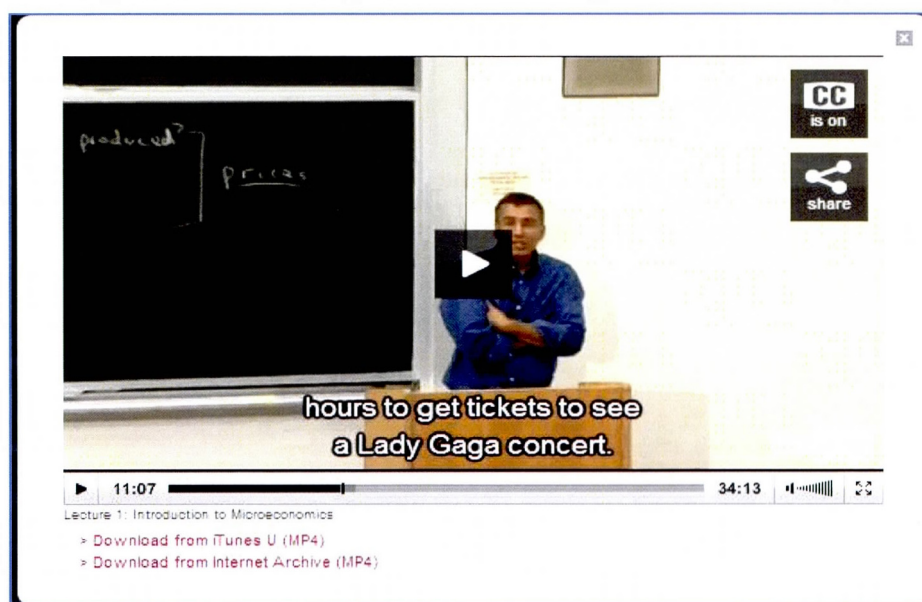 produced?
prices
CC
is on
share
hours to get tickets to see
a Lady Gaga concert.
11:07
34:13
Lecture 1: Introduction to Microeconomics
> Download from iTunes U (MP4)
> Download from Internet Archive (MP4)